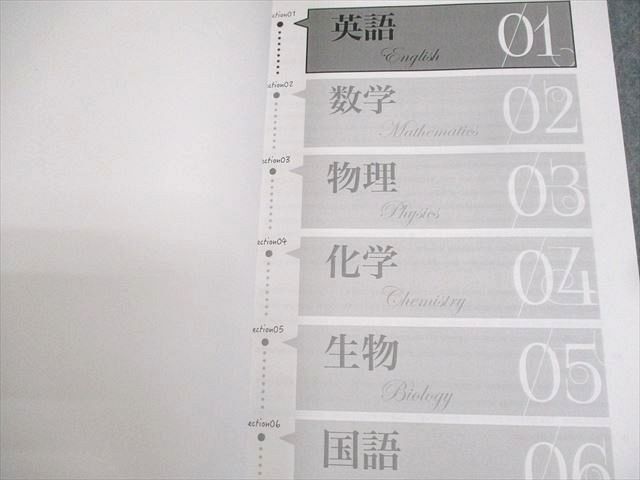 ection01
英語
English
01
ection02
数学
Mathematics
02
ection03
物理
Physics
03
ection04
化学
Chemistry
04
ection05
生物
Biology
05
ection06
国語
06